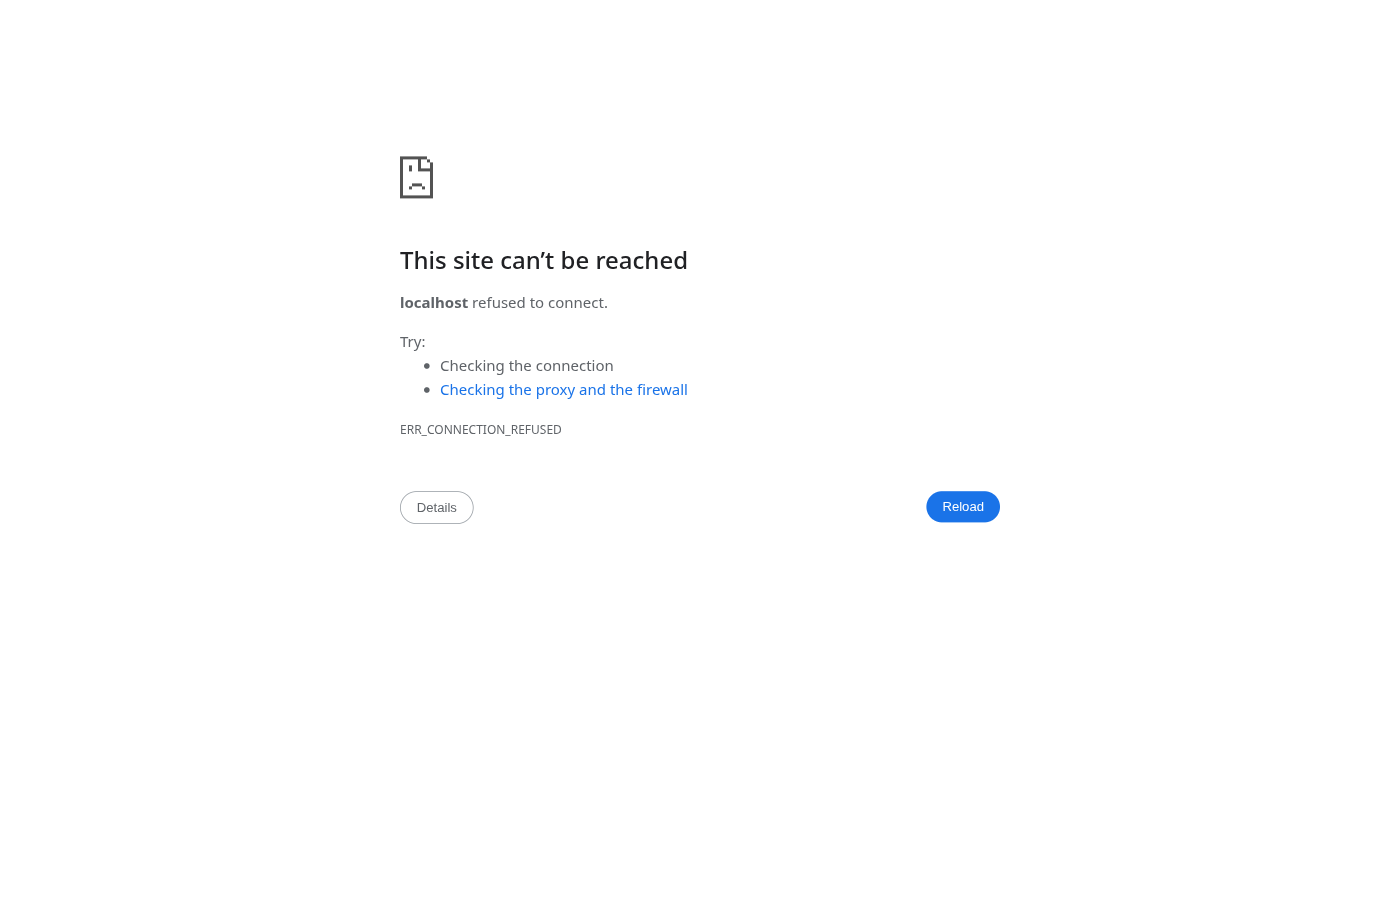 This site can’t be reached
localhost refused to connect.
Try:
Checking the connection
Checking the proxy and the firewall
ERR_CONNECTION_REFUSED
Details
Reload